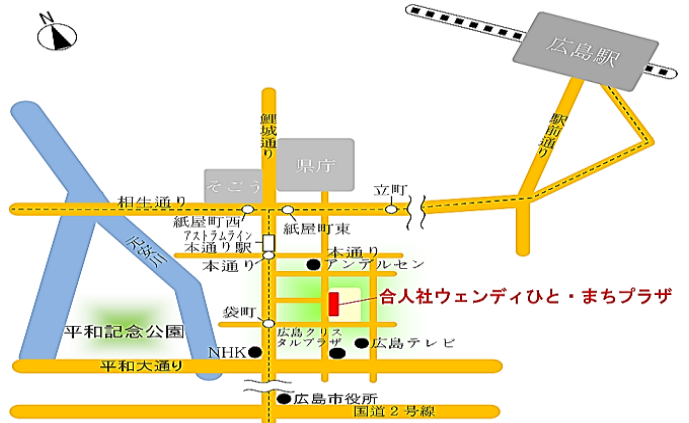 N
広島駅
鯉城通り
駅前通り
県庁
そごう
立町
相生通り
紙屋町西
紙屋町東
アストラムライン
本通り駅
本通り
本通り
アンデルセン
元安川
合人社ウェンディひと・まちプラザ
袋町
平和記念公園
広島クリス
タルプラザ
広島テレビ
NHK
平和大通り
広島市役所
国道2号線